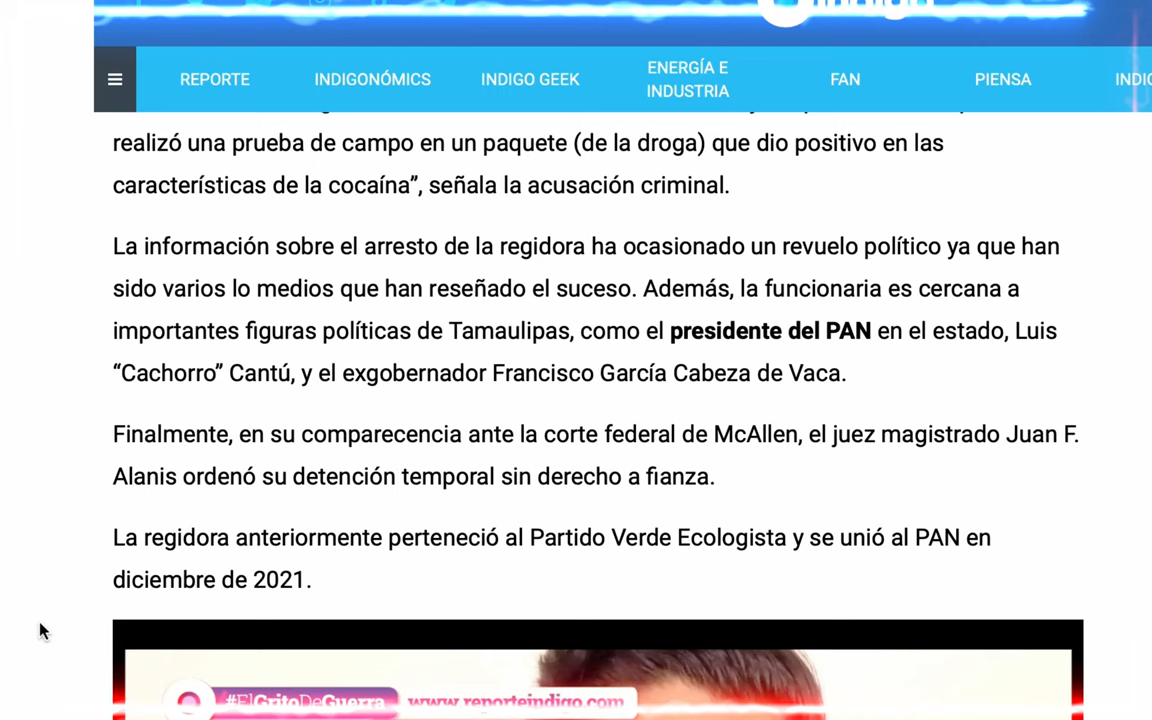 Indigo
☰ REPORTE INDIGONÓMICS INDIGO GEEK ENERGÍA E INDUSTRIA FAN PIENSA
realizó una prueba de campo en un paquete (de la droga) que dio positivo en las
características de la cocaína”, señala la acusación criminal.
La información sobre el arresto de la regidora ha ocasionado un revuelo político ya que han
sido varios lo medios que han reseñado el suceso. Además, la funcionaria es cercana a
importantes figuras políticas de Tamaulipas, como el presidente del PAN en el estado, Luis
“Cachorro” Cantú, y el exgobernador Francisco García Cabeza de Vaca.
Finalmente, en su comparecencia ante la corte federal de McAllen, el juez magistrado Juan F.
Alanis ordenó su detención temporal sin derecho a fianza.
La regidora anteriormente perteneció al Partido Verde Ecologista y se unió al PAN en
diciembre de 2021.
#ElGritoDeGuerra www.reporteindigo.com